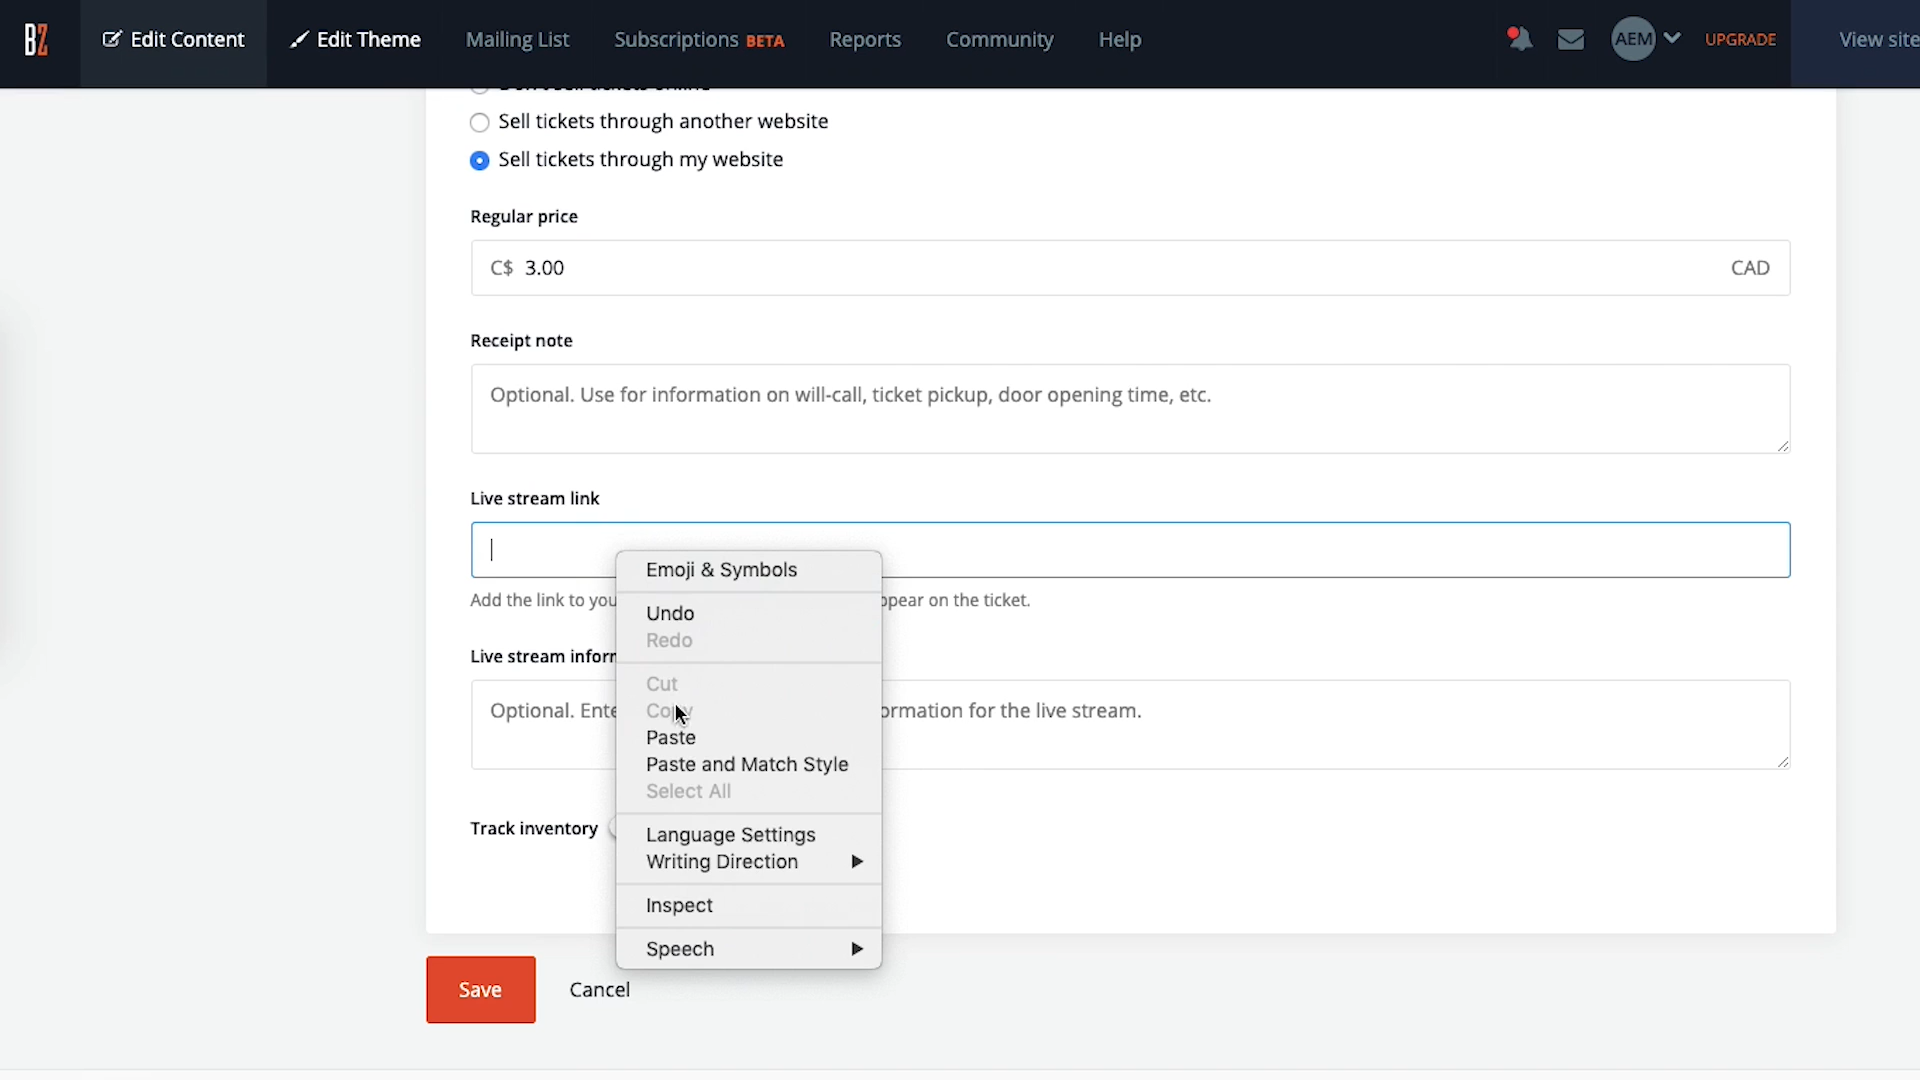 BZ
Edit Content
Edit Theme
Mailing List
Subscriptions BETA
Reports
Community
Help
AEM
UPGRADE
View site
Sell tickets through another website
Sell tickets through my website
Regular price
C$ 3.00
CAD
Receipt note
Optional. Use for information on will-call, ticket pickup, door opening time, etc.
Live stream link
Emoji & Symbols
Add the link to you
pear on the ticket.
Undo
Redo
Live stream
Cut
Copy
Optional.
for the live stream.
Paste
Paste and Match Style
Select All
Track inventory
Language Settings
Writing Direction
Inspect
Speech
Save
Cancel